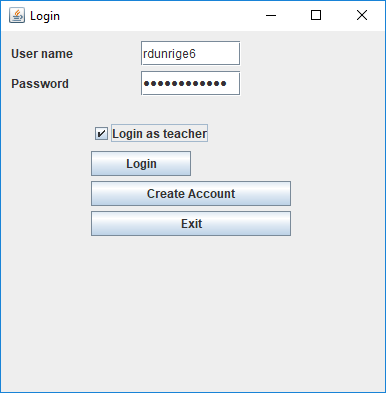 Login
User name rdunrige6
Password ••••••••••••
Login as teacher
Login
Create Account
Exit